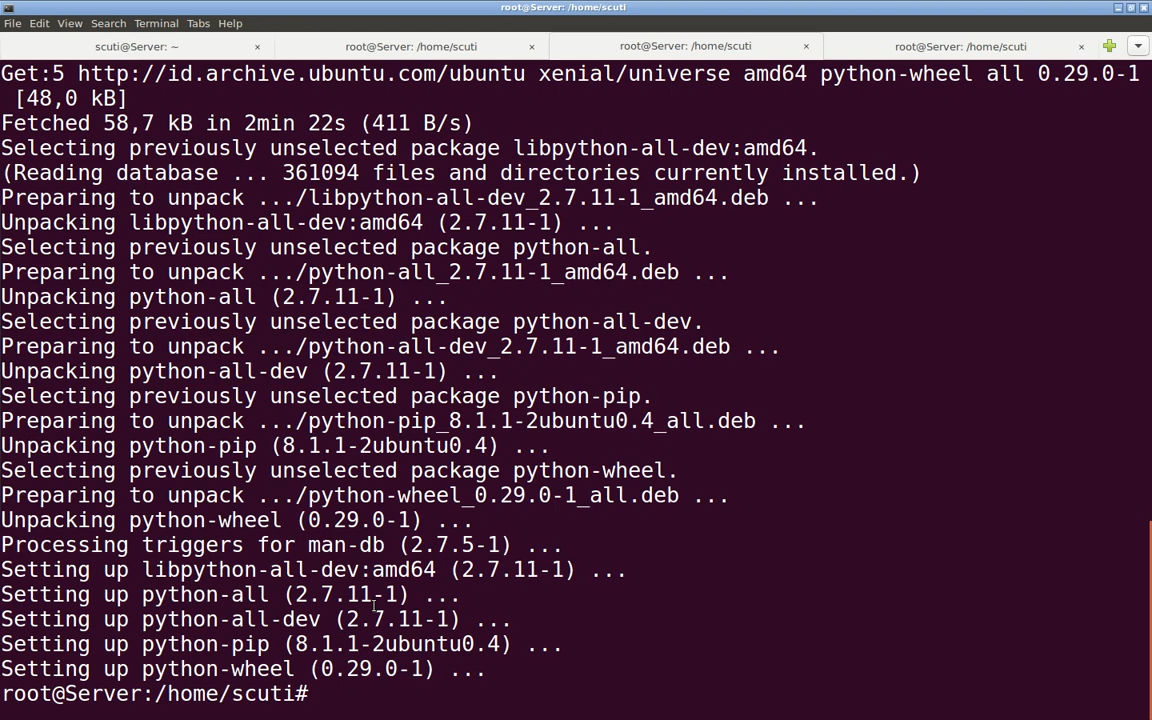 root@Server: /home/scuti
File Edit View Search Terminal Tabs Help
scuti@Server: ~ × root@Server: /home/scuti × root@Server: /home/scuti × root@Server: /home/scuti ×
Get:5 http://id.archive.ubuntu.com/ubuntu xenial/universe amd64 python-wheel all 0.29.0-1
 [48,0 kB]
Fetched 58,7 kB in 2min 22s (411 B/s)
Selecting previously unselected package libpython-all-dev:amd64.
(Reading database ... 361094 files and directories currently installed.)
Preparing to unpack .../libpython-all-dev_2.7.11-1_amd64.deb ...
Unpacking libpython-all-dev:amd64 (2.7.11-1) ...
Selecting previously unselected package python-all.
Preparing to unpack .../python-all_2.7.11-1_amd64.deb ...
Unpacking python-all (2.7.11-1) ...
Selecting previously unselected package python-all-dev.
Preparing to unpack .../python-all-dev_2.7.11-1_amd64.deb ...
Unpacking python-all-dev (2.7.11-1) ...
Selecting previously unselected package python-pip.
Preparing to unpack .../python-pip_8.1.1-2ubuntu0.4_all.deb ...
Unpacking python-pip (8.1.1-2ubuntu0.4) ...
Selecting previously unselected package python-wheel.
Preparing to unpack .../python-wheel_0.29.0-1_all.deb ...
Unpacking python-wheel (0.29.0-1) ...
Processing triggers for man-db (2.7.5-1) ...
Setting up libpython-all-dev:amd64 (2.7.11-1) ...
Setting up python-all (2.7.11-1) ...
Setting up python-all-dev (2.7.11-1) ...
Setting up python-pip (8.1.1-2ubuntu0.4) ...
Setting up python-wheel (0.29.0-1) ...
root@Server:/home/scuti#